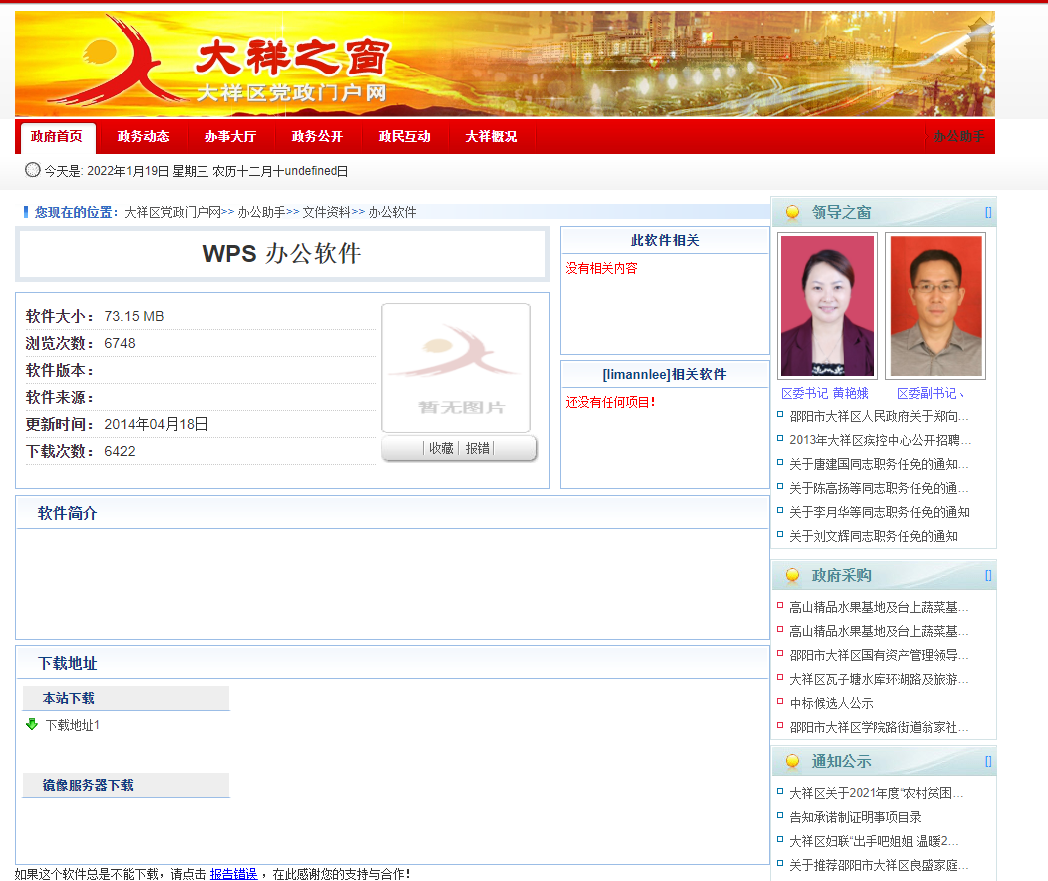 大祥之窗
大祥区党政门户网
政府首页 政务动态 办事大厅 政务公开 政民互动 大祥概况 办公助手
今天是: 2022年1月19日 星期三 农历十二月十undefined日
您现在的位置：大祥区党政门户网>> 办公助手>> 文件资料>> 办公软件
WPS 办公软件
软件大小： 73.15 MB
浏览次数： 6748
软件版本：
软件来源：
更新时间： 2014年04月18日
下载次数： 6422
暂无图片
| 收藏 | 报错 |
此软件相关
没有相关内容
[limannlee]相关软件
还没有任何项目!
软件简介
下载地址
本站下载
下载地址1
镜像服务器下载
如果这个软件总是不能下载，请点击 报告错误 ，在此感谢您的支持与合作!
领导之窗 []
区委书记 黄艳娥 区委副书记、
邵阳市大祥区人民政府关于郑向...
2013年大祥区疾控中心公开招聘...
关于唐建国同志职务任免的通知...
关于陈高扬等同志职务任免的通...
关于李月华等同志职务任免的通知
关于刘文辉同志职务任免的通知
政府采购 []
高山精品水果基地及台上蔬菜基...
高山精品水果基地及台上蔬菜基...
邵阳市大祥区国有资产管理领导...
大祥区瓦子塘水库环湖路及旅游...
中标候选人公示
邵阳市大祥区学院路街道翁家社...
通知公示 []
大祥区关于2021年度“农村贫困...
告知承诺制证明事项目录
大祥区妇联“出手吧姐姐 温暖2...
关于推荐邵阳市大祥区良盛家庭...